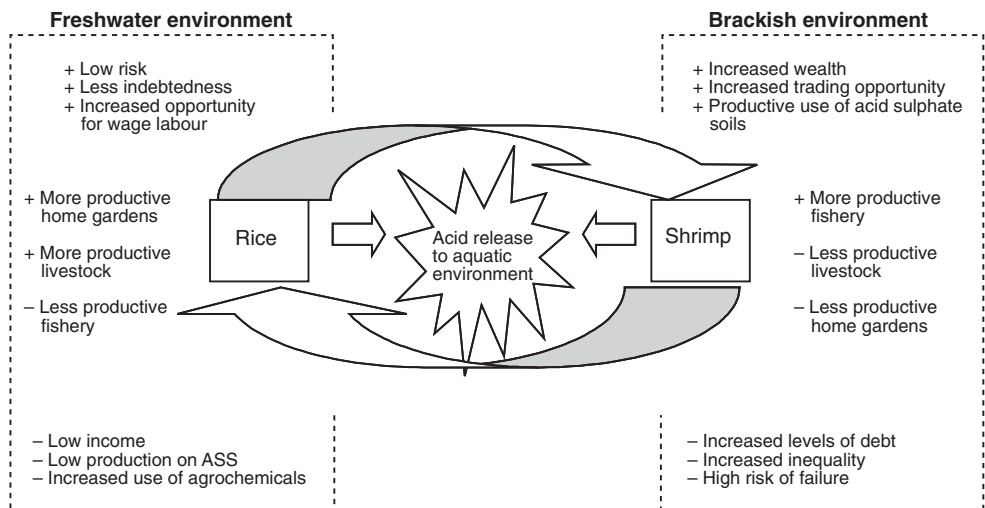 Freshwater environment
+ Low risk
+ Less indebtedness
+ Increased opportunity
for wage labour
+ More productive
home gardens
+ More productive
livestock
– Less productive
fishery
– Low income
– Low production on ASS
– Increased use of agrochemicals
Rice
Acid release
to aquatic
environment
Shrimp
Brackish environment
+ Increased wealth
+ Increased trading opportunity
+ Productive use of acid sulphate
soils
+ More productive
fishery
– Less productive
livestock
– Less productive
home gardens
– Increased levels of debt
– Increased inequality
– High risk of failure